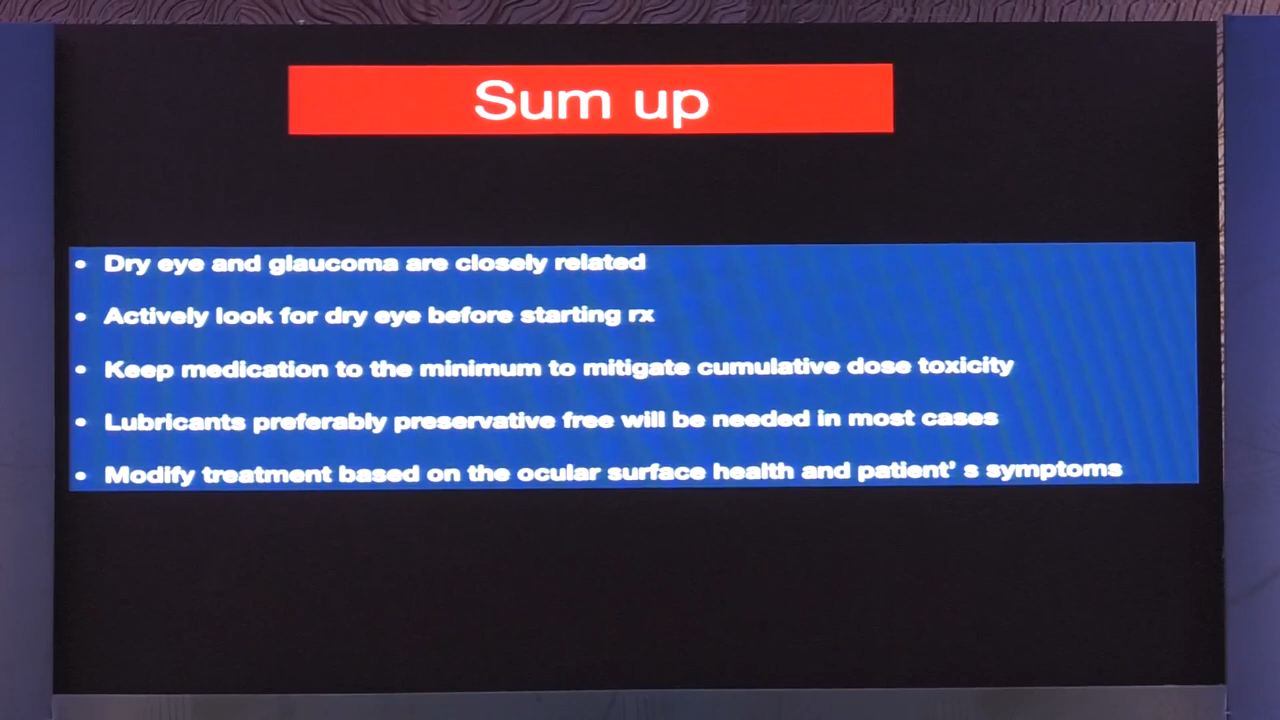 Sum up
• Dry eye and glaucoma are closely related
• Actively look for dry eye before starting rx
• Keep medication to the minimum to mitigate cumulative dose toxicity
• Lubricants preferably preservative free will be needed in most cases
• Modify treatment based on the ocular surface health and patient’ s symptoms